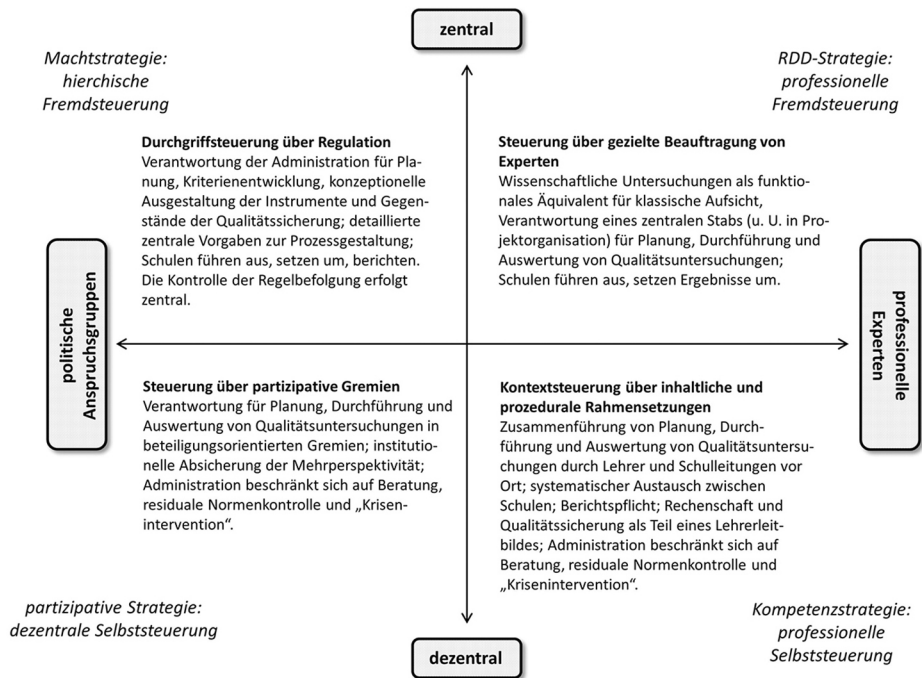 zentral
Machtstrategie:
hierchische
Fremdsteuerung
RDD-Strategie:
professionelle
Fremdsteuerung
Durchgriffsteuerung über Regulation
Verantwortung der Administration für Pla-
nung, Kriterienentwicklung, konzeptionelle
Ausgestaltung der Instrumente und Gegen-
stände der Qualitätssicherung; detaillierte
zentrale Vorgaben zur Prozessgestaltung;
Schulen führen aus, setzen um, berichten.
Die Kontrolle der Regelbefolgung erfolgt
zentral.
Steuerung über gezielte Beauftragung von
Experten
Wissenschaftliche Untersuchungen als funktio-
nales Äquivalent für klassische Aufsicht,
Verantwortung eines zentralen Stabs (u. U. in Pro-
jektorganisation) für Planung, Durchführung und
Auswertung von Qualitätsuntersuchungen;
Schulen führen aus, setzen Ergebnisse um.
politische
Anspruchsgruppen
professionelle
Experten
Steuerung über partizipative Gremien
Verantwortung für Planung, Durchführung und
Auswertung von Qualitätsuntersuchungen in
beteiligungsorientierten Gremien; institutio-
nelle Absicherung der Mehrperspektivität;
Administration beschränkt sich auf Beratung,
residuale Normenkontrolle und „Krisen-
intervention“.
Kontextsteuerung über inhaltliche und
prozedurale Rahmensetzungen
Zusammenführung von Planung, Durch-
führung und Auswertung von Qualitätsuntersu-
chungen durch Lehrer und Schulleitungen vor
Ort; systematischer Austausch zwischen
Schulen; Berichtspflicht; Rechenschaft und
Qualitätssicherung als Teil eines Lehrerleit-
bildes; Administration beschränkt sich auf
Beratung, residuale Normenkontrolle und
„Krisenintervention“.
partizipative Strategie:
dezentrale Selbststeuerung
Kompetenzstrategie:
professionelle
Selbststeuerung
dezentral